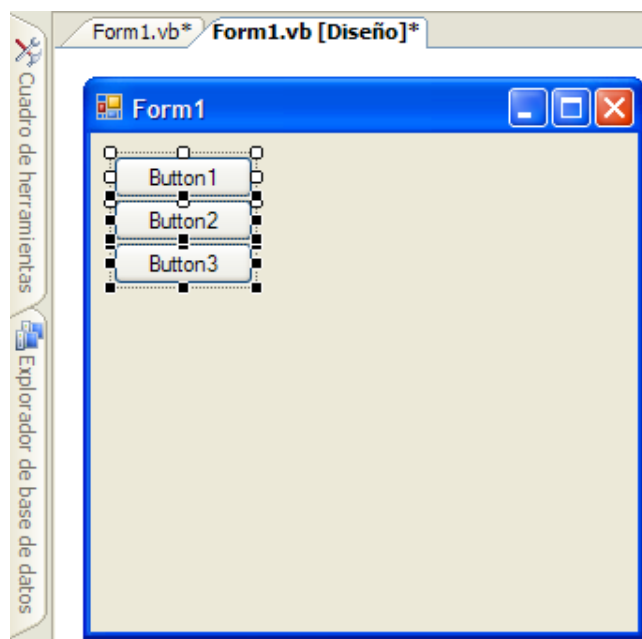 Form1.vb*
Form1.vb [Diseño]*
Cuadro de herramientas
Explorador de base de datos
Form1
Button1
Button2
Button3